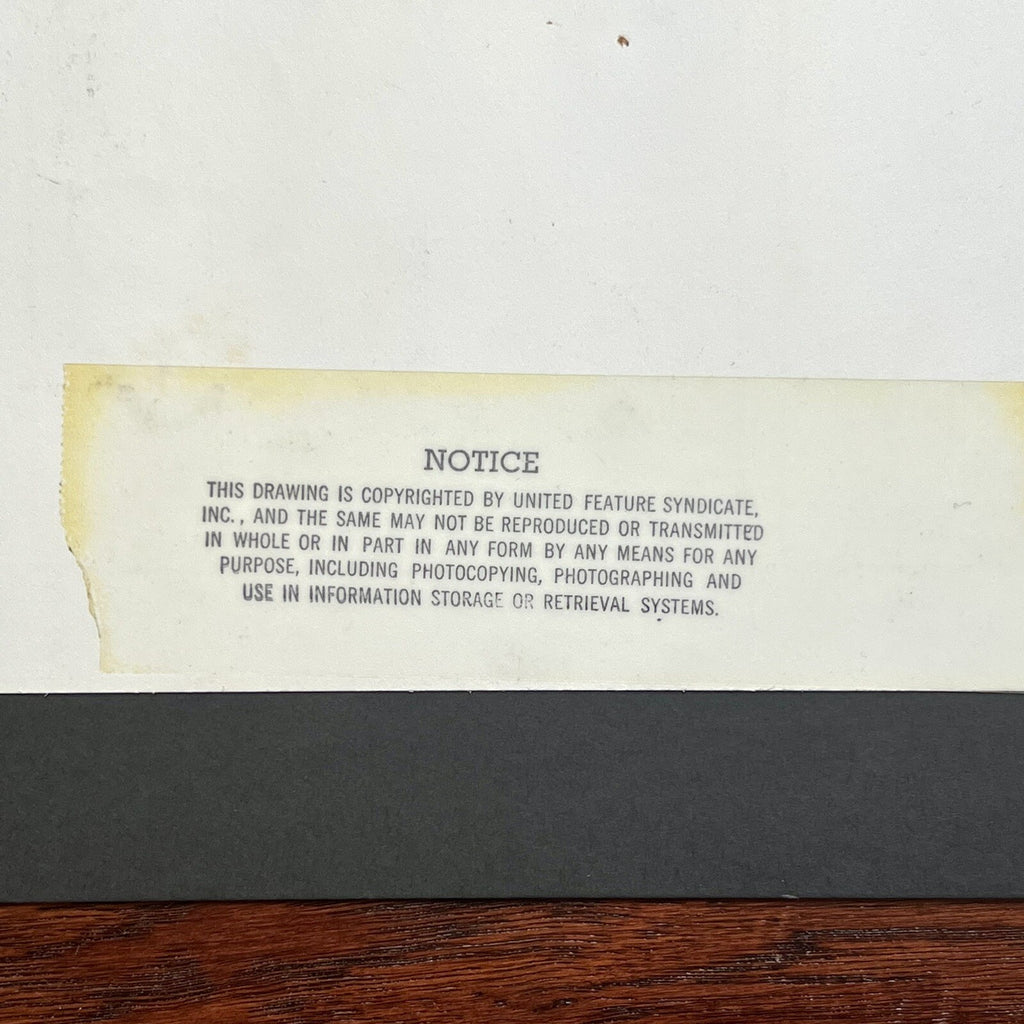 NOTICE
THIS DRAWING IS COPYRIGHTED BY UNITED FEATURE SYNDICATE,
INC., AND THE SAME MAY NOT BE REPRODUCED OR TRANSMITTED
IN WHOLE OR IN PART IN ANY FORM BY ANY MEANS FOR ANY
PURPOSE, INCLUDING PHOTOCOPYING, PHOTOGRAPHING AND
USE IN INFORMATION STORAGE OR RETRIEVAL SYSTEMS.